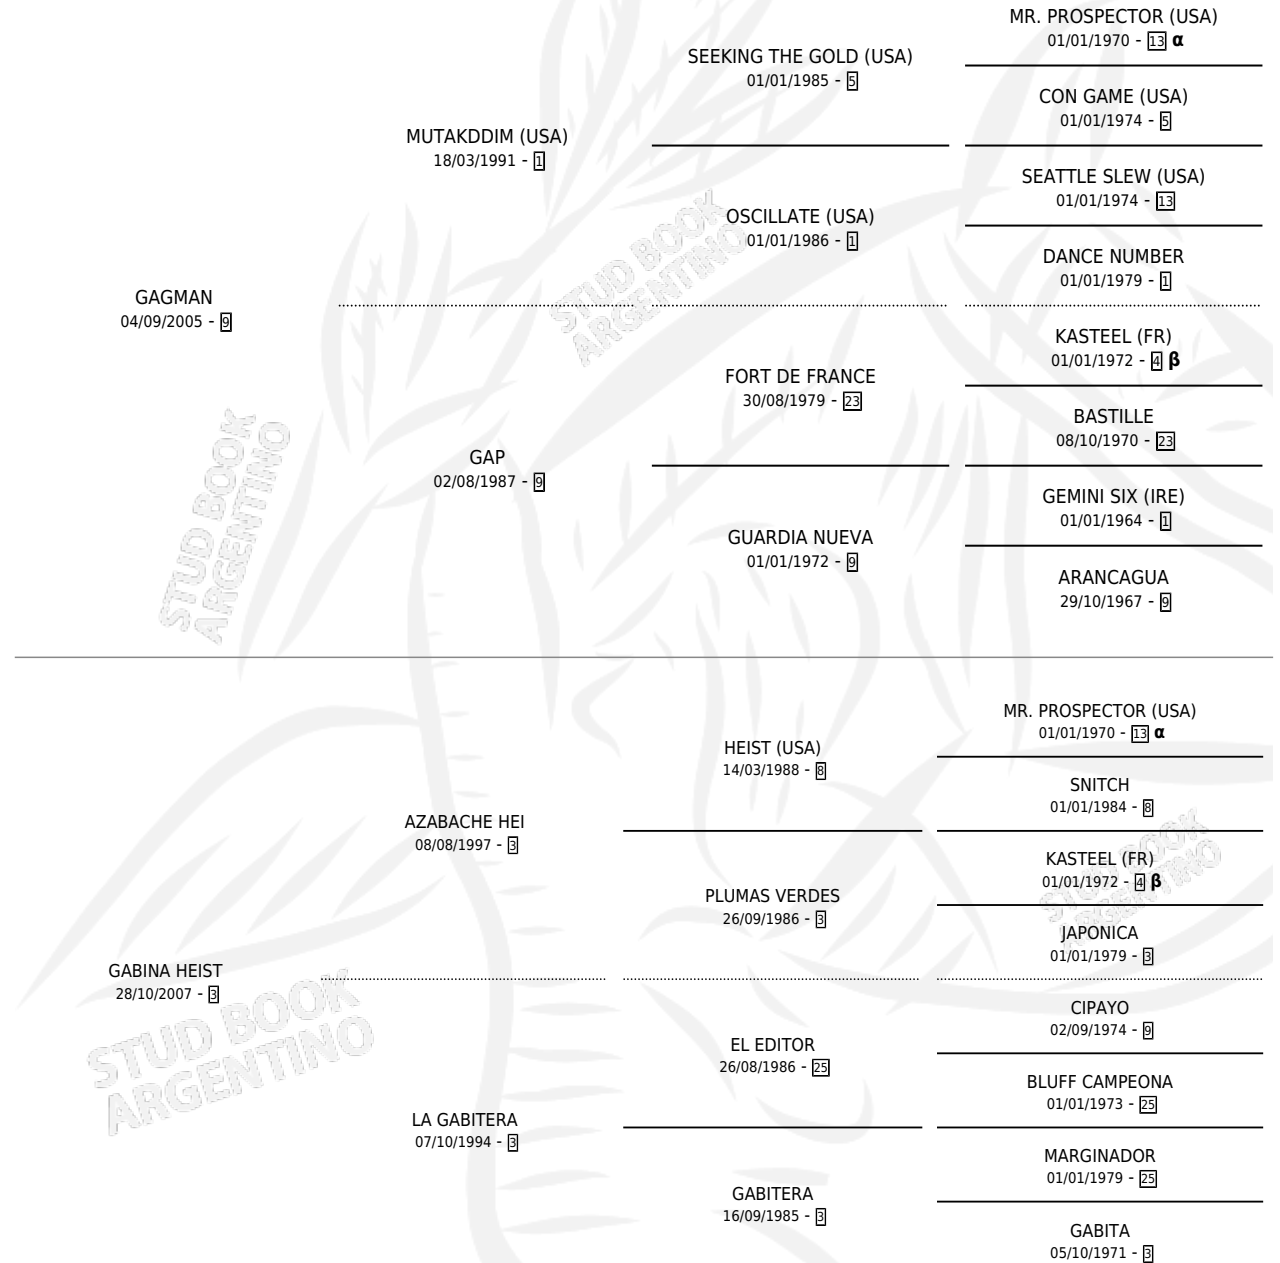 MR. PROSPECTOR (USA)
01/01/1970 - 13 α
SEEKING THE GOLD (USA)
01/01/1985 - 5
CON GAME (USA)
01/01/1974 - 5
MUTAKDDIM (USA)
18/03/1991 - 1
SEATTLE SLEW (USA)
01/01/1974 - 13
OSCILLATE (USA)
01/01/1986 - 1
DANCE NUMBER
01/01/1979 - 1
GAGMAN
04/09/2005 - 9
KASTEEL (FR)
01/01/1972 - 4 β
FORT DE FRANCE
30/08/1979 - 23
BASTILLE
08/10/1970 - 23
GAP
02/08/1987 - 9
GEMINI SIX (IRE)
01/01/1964 - 1
GUARDIA NUEVA
01/01/1972 - 9
ARANCAGUA
29/10/1967 - 9
MR. PROSPECTOR (USA)
01/01/1970 - 13 α
HEIST (USA)
14/03/1988 - 8
SNITCH
01/01/1984 - 8
AZABACHE HEI
08/08/1997 - 3
KASTEEL (FR)
01/01/1972 - 4 β
PLUMAS VERDES
26/09/1986 - 3
JAPONICA
01/01/1979 - 3
GABINA HEIST
28/10/2007 - 3
CIPAYO
02/09/1974 - 9
EL EDITOR
26/08/1986 - 25
BLUFF CAMPEONA
01/01/1973 - 25
LA GABITERA
07/10/1994 - 3
MARGINADOR
01/01/1979 - 25
GABITERA
16/09/1985 - 3
GABITA
05/10/1971 - 3
STUD BOOK
ARGENTINO
STUD BOOK
ARGENTINO
STUD BOOK
ARGENTINO
STUD BOOK
ARGENTINO